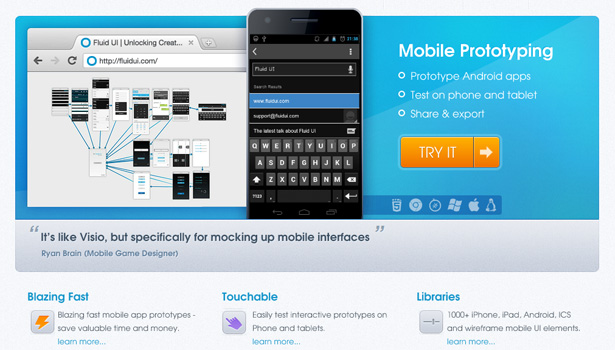 Fluid UI | Unlocking Creat...
http://fluidui.com/
Fluid UI
Search Results
www.fluidui.com
support@fluidui.com
The latest talk about Fluid UI
Q W E R T Y U I O P
A S D F G H J K L
Z X C V B N M
?123
Mobile Prototyping
Prototype Android apps
Test on phone and tablet
Share & export
TRY IT
“It's like Visio, but specifically for mocking up mobile interfaces”
Ryan Brain (Mobile Game Designer)
Blazing Fast
Blazing fast mobile app prototypes -
save valuable time and money.
learn more...
Touchable
Easily test interactive prototypes on
Phone and tablets.
learn more...
Libraries
1000+ iPhone, iPad, Android, ICS
and wireframe mobile UI elements.
learn more...